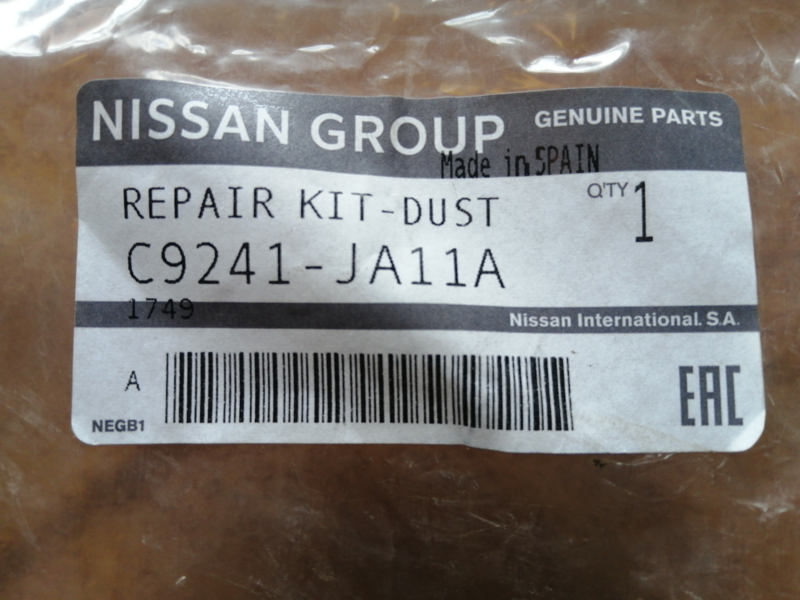 NISSAN GROUP
GENUINE PARTS
Made in SPAIN
REPAIR KIT-DUST
Q'TY 1
C9241-JA11A
1749
Nissan International. S.A.
A
EAC
NEGB1